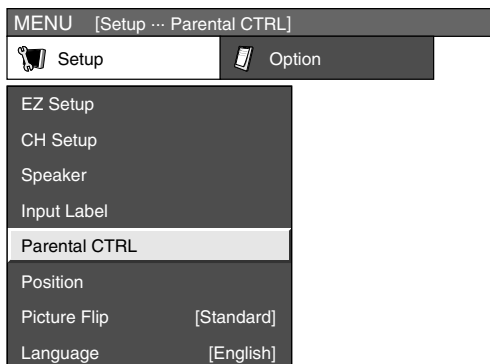 MENU [Setup ··· Parental CTRL]
Setup Option
EZ Setup
CH Setup
Speaker
Input Label
Parental CTRL
Position
Picture Flip [Standard]
Language [English]